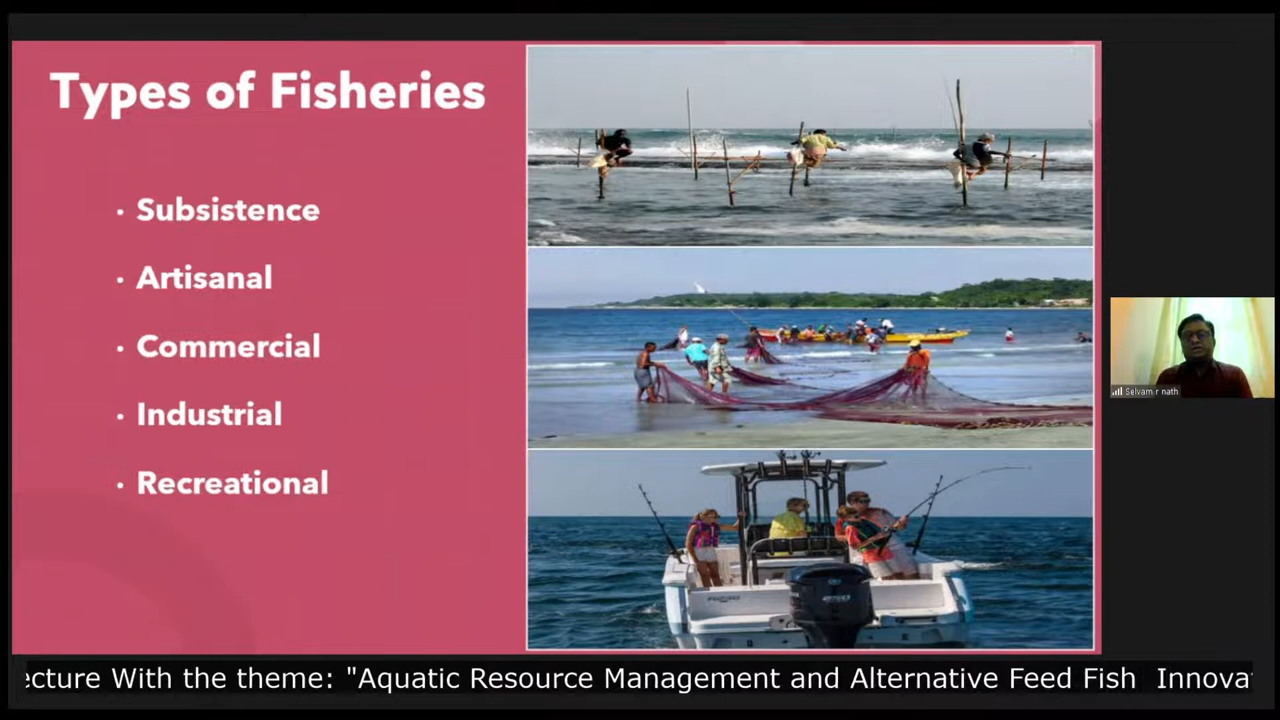 Types of Fisheries
• Subsistence
• Artisanal
• Commercial
• Industrial
• Recreational
Selvam r nath
ecture With the theme: "Aquatic Resource Management and Alternative Feed Fish Innova